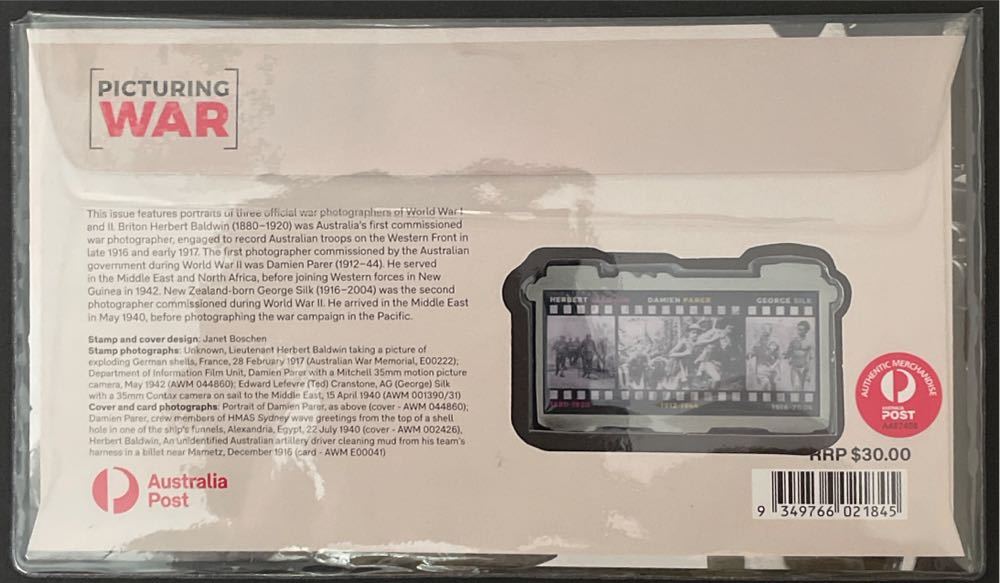 PICTURING
WAR
This issue features portraits of three official war photographers of World War I
and II. Briton Herbert Baldwin (1880–1920) was Australia's first commissioned
war photographer, engaged to record Australian troops on the Western Front in
late 1916 and early 1917. The first photographer commissioned by the Australian
government during World War II was Damien Parer (1912–44). He served
in the Middle East and North Africa, before joining Western forces in New
Guinea in 1942. New Zealand-born George Silk (1916–2004) was the second
photographer commissioned during World War II. He arrived in the Middle East
in May 1940, before photographing the war campaign in the Pacific.
Stamp and cover design: Janet Boschen
Stamp photographs: Unknown, Lieutenant Herbert Baldwin taking a picture of
exploding German shells, France, 28 February 1917 (Australian War Memorial, E00222);
Department of Information Film Unit, Damien Parer with a Mitchell 35mm motion picture
camera, May 1942 (AWM 044860); Edward Lefevre (Ted) Cranstone, AG (George) Silk
with a 35mm Contax camera on sail to the Middle East, 15 April 1940 (AWM 001390/31)
Cover and card photographs: Portrait of Damien Parer, as above (cover - AWM 044860);
Damien Parer, crew members of HMAS Sydney wave greetings from the top of a shell
hole in one of the ship's funnels, Alexandria, Egypt, 22 July 1940 (cover - AWM 002426),
Herbert Baldwin, An unidentified Australian artillery driver cleaning mud from his team's
harness in a billet near Mametz, December 1916 (card - AWM E00041)
Australia
Post
HERBERT BALDWIN DAMIEN PARER GEORGE SILK
1880-1920 1912-1944 1916-2004
AUTHENTIC MERCHANDISE
AUSTRALIA
POST
RRP $30.00
9 349766 021845